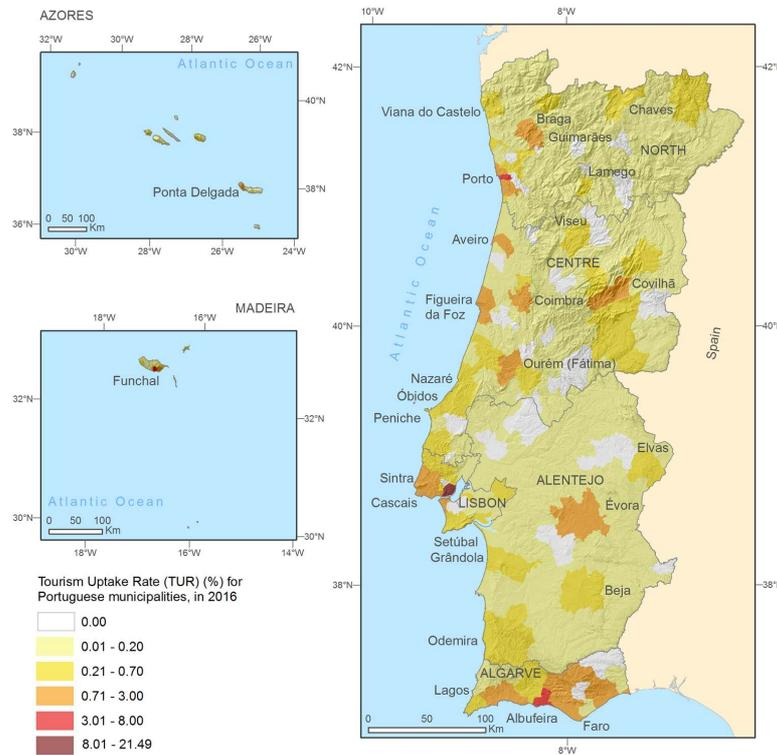 AZORES
32°W 28°W 26°W
Atlantic Ocean
40°N
38°N
Ponta Delgada
38°N
0 50 100
Km
36°N
30°W 28°W 26°W 24°W
MADEIRA
18°W 16°W
Funchal
32°N
32°N
Atlantic Ocean
30°N
0 50 100
Km
30°N
18°W 16°W 14°W
Tourism Uptake Rate (TUR) (%) for
Portuguese municipalities, in 2016
0.00
0.01 - 0.20
0.21 - 0.70
0.71 - 3.00
3.01 - 8.00
8.01 - 21.49
10°W 8°W
42°N
42°N
Viana do Castelo
Chaves
Braga
Guimarães
NORTH
Porto
Lamego
Viseu
Aveiro
CENTRE
Covilhã
Figueira
da Foz
Coimbra
Atlantic Ocean
40°N
40°N
Spain
Ourém (Fátima)
Nazaré
Óbidos
Peniche
Elvas
Sintra
ALENTEJO
Cascais
LISBON
Évora
Setúbal
Grândola
38°N
38°N
Beja
Odemira
ALGARVE
Lagos
Albufeira
Faro
0 50 100
Km
8°W